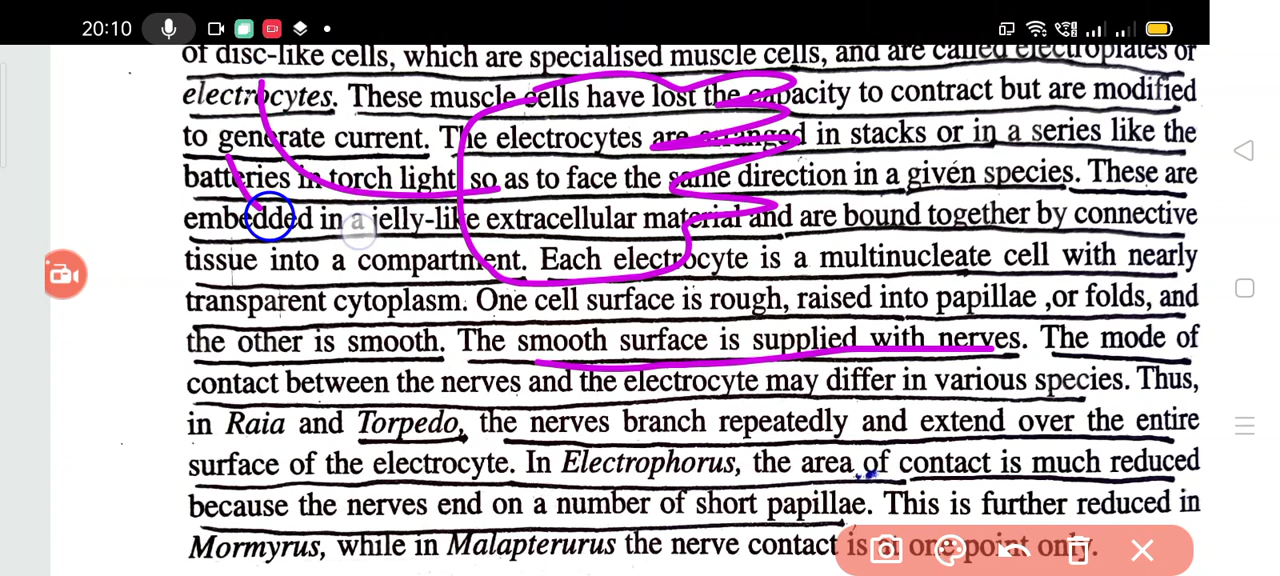 20:10
of disc-like cells, which are specialised muscle cells, and are called electroplates or
electrocytes. These muscle cells have lost the capacity to contract but are modified
to generate current. The electrocytes are arranged in stacks or in a series like the
batteries in torch light so as to face the same direction in a given species. These are
embedded in a jelly-like extracellular material and are bound together by connective
tissue into a compartment. Each electrocyte is a multinucleate cell with nearly
transparent cytoplasm. One cell surface is rough, raised into papillae ,or folds, and
the other is smooth. The smooth surface is supplied with nerves. The mode of
contact between the nerves and the electrocyte may differ in various species. Thus,
in Raia and Torpedo, the nerves branch repeatedly and extend over the entire
surface of the electrocyte. In Electrophorus, the area of contact is much reduced
because the nerves end on a number of short papillae. This is further reduced in
Mormyrus, while in Malapterurus the nerve contact is at one point only.